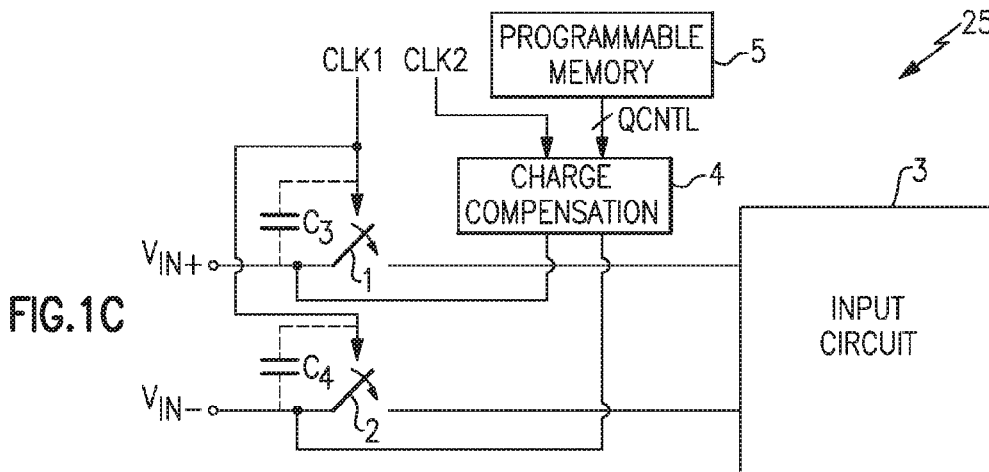 25
PROGRAMMABLE
MEMORY
5
CLK1 CLK2
QCNTL
CHARGE
COMPENSATION
4
3
C3
VIN+
1
FIG.1C
INPUT
CIRCUIT
C4
VIN-
2